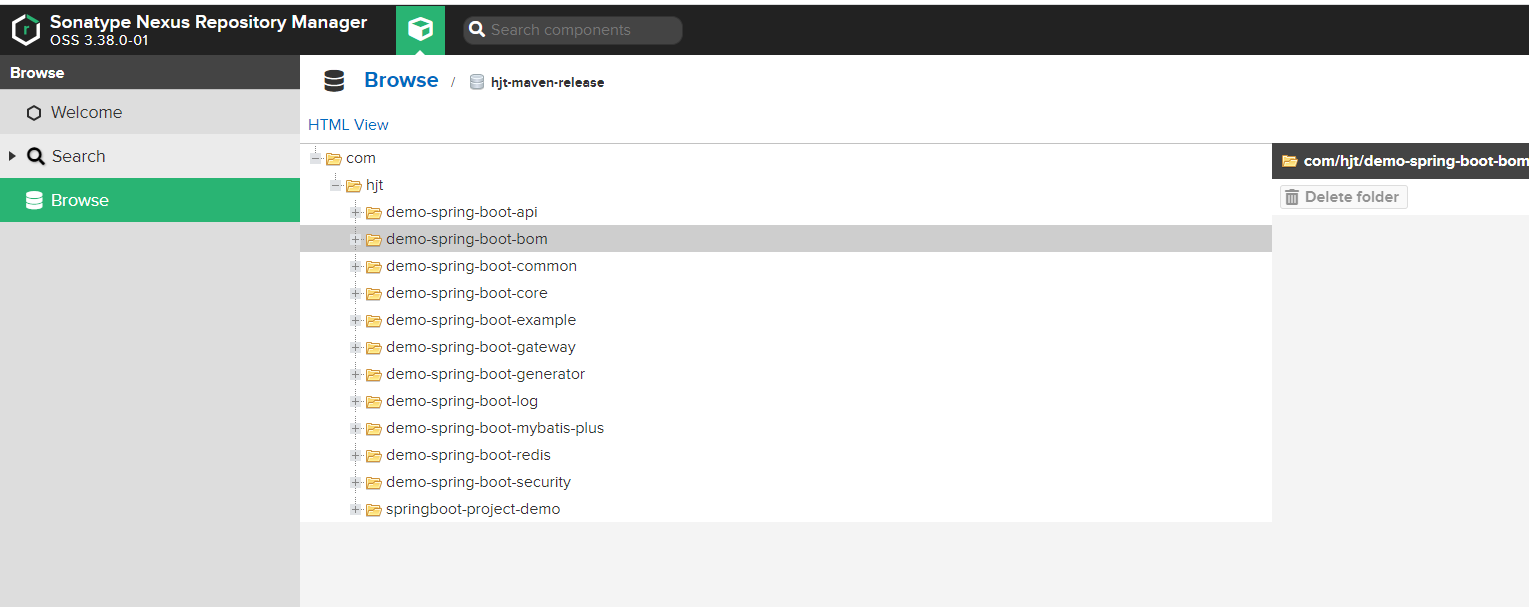 Sonatype Nexus Repository Manager
OSS 3.38.0-01
Search components
Browse
Welcome
Search
Browse
Browse / hjt-maven-release
HTML View
com
hjt
demo-spring-boot-api
demo-spring-boot-bom
demo-spring-boot-common
demo-spring-boot-core
demo-spring-boot-example
demo-spring-boot-gateway
demo-spring-boot-generator
demo-spring-boot-log
demo-spring-boot-mybatis-plus
demo-spring-boot-redis
demo-spring-boot-security
springboot-project-demo
com/hjt/demo-spring-boot-bom
Delete folder